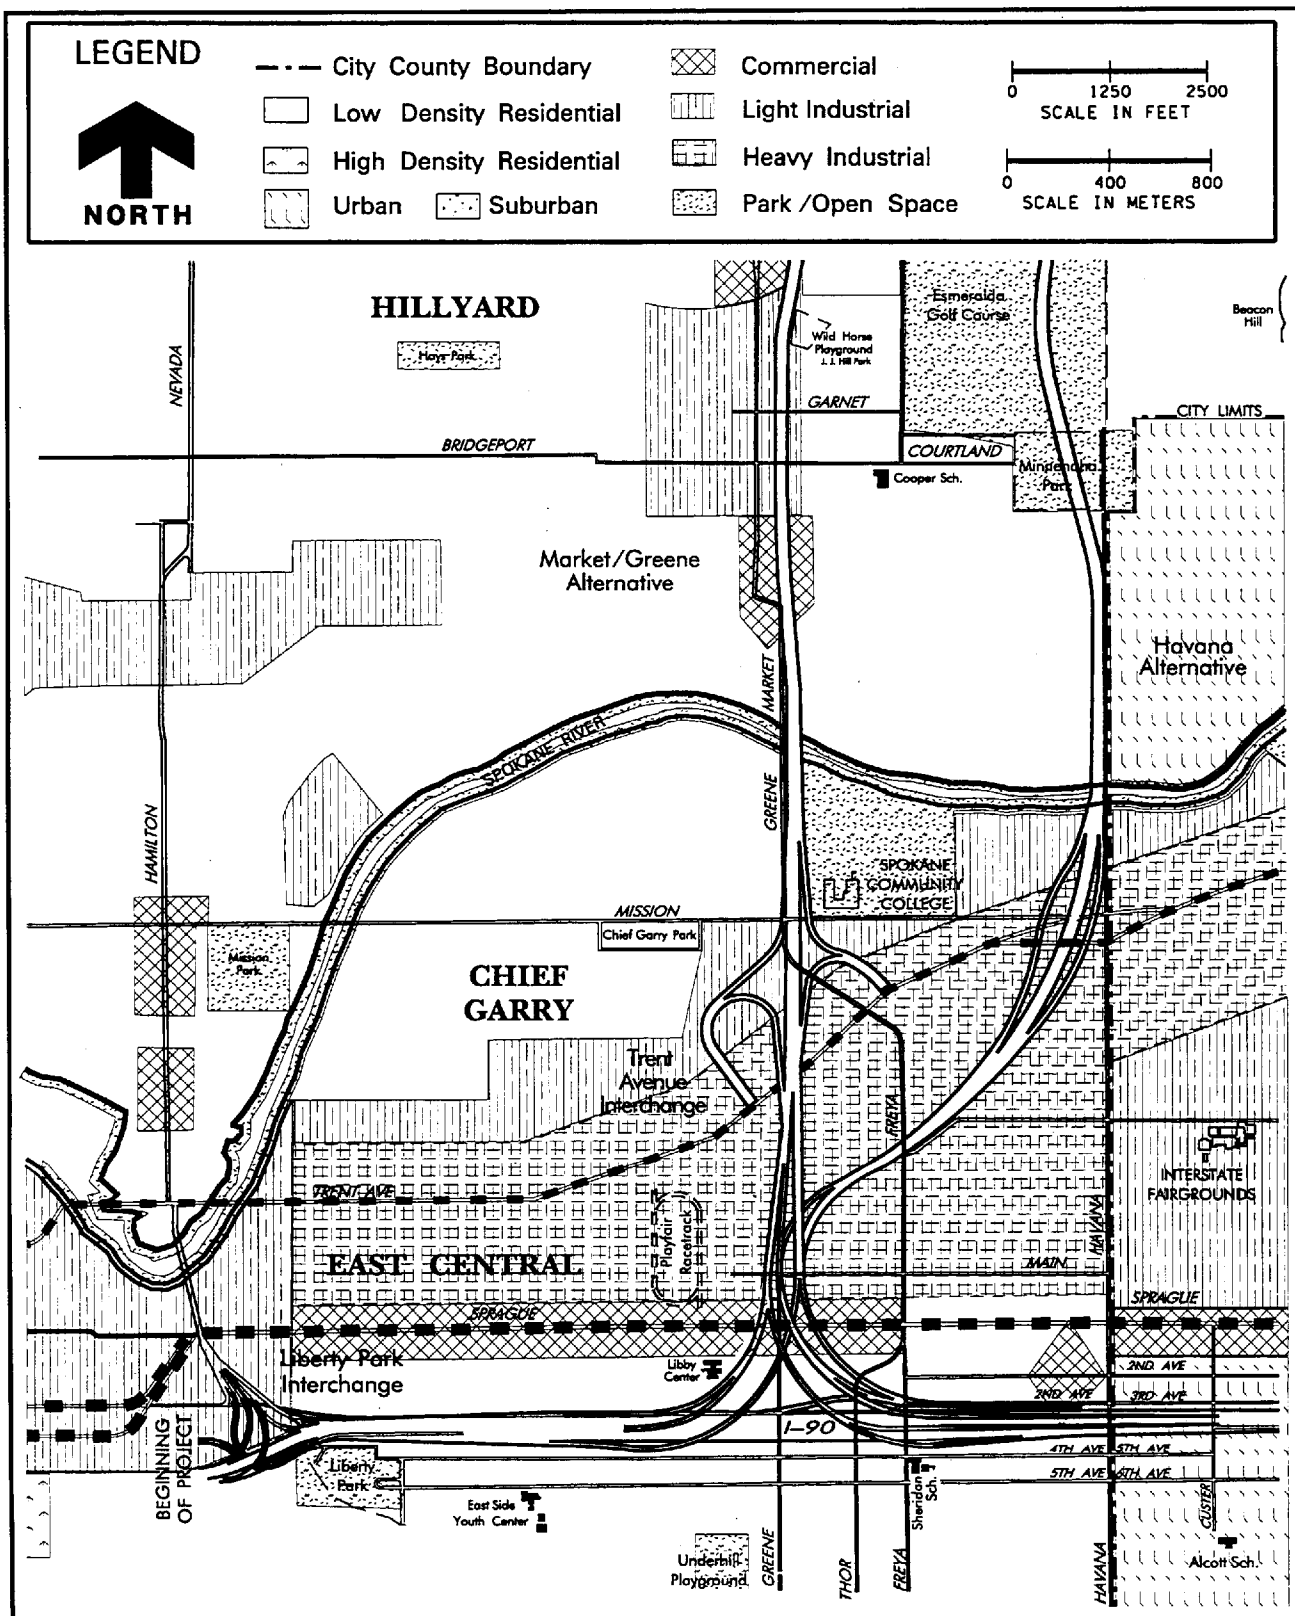 LEGEND
City County Boundary
Low Density Residential
High Density Residential
Urban
Suburban
Commercial
Light Industrial
Heavy Industrial
Park / Open Space
NORTH
0 1250 2500
SCALE IN FEET
0 400 800
SCALE IN METERS
HILLYARD
Hays Park
NEVADA
Esmeralda
Golf Course
Beacon
Hill
Wild Horse
Playground
J. J. Hill Park
GARNET
CITY LIMITS
BRIDGEPORT
COURTLAND
Minnehaha
Park
Cooper Sch.
Market/Greene
Alternative
Havana
Alternative
MARKET
SPOKANE RIVER
GREENE
HAMILTON
SPOKANE
COMMUNITY
COLLEGE
MISSION
Chief Garry Park
Mission
Park
CHIEF
GARRY
Trent
Avenue
Interchange
FREYA
INTERSTATE
FAIRGROUNDS
TRENT AVE
Playfair
Racetrack
HAVANA
EAST CENTRAL
MAIN
SPRAGUE
SPRAGUE
Liberty Park
Interchange
Libby
Center
2ND AVE
2ND AVE
3RD AVE
I-90
4TH AVE
5TH AVE
5TH AVE
6TH AVE
BEGINNING
OF PROJECT
Liberty
Park
East Side
Youth Center
Sheridan
Sch.
CUSTER
Underhill
Playground
GREENE
THOR
FREYA
HAVANA
Alcott Sch.